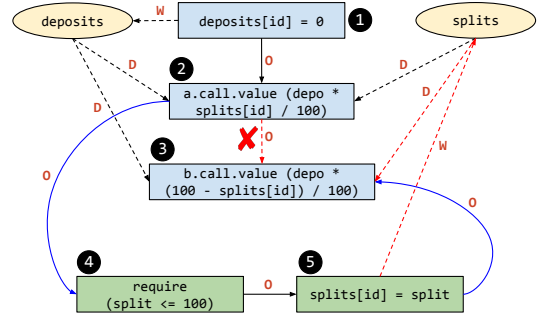 deposits
W
deposits[id] = 0
1
splits
O
D
D
2
a.call.value (depo *
splits[id] / 100)
D
D
O
W
3
b.call.value (depo *
(100 - splits[id]) / 100)
O
O
4
require
(split <= 100)
O
5
splits[id] = split